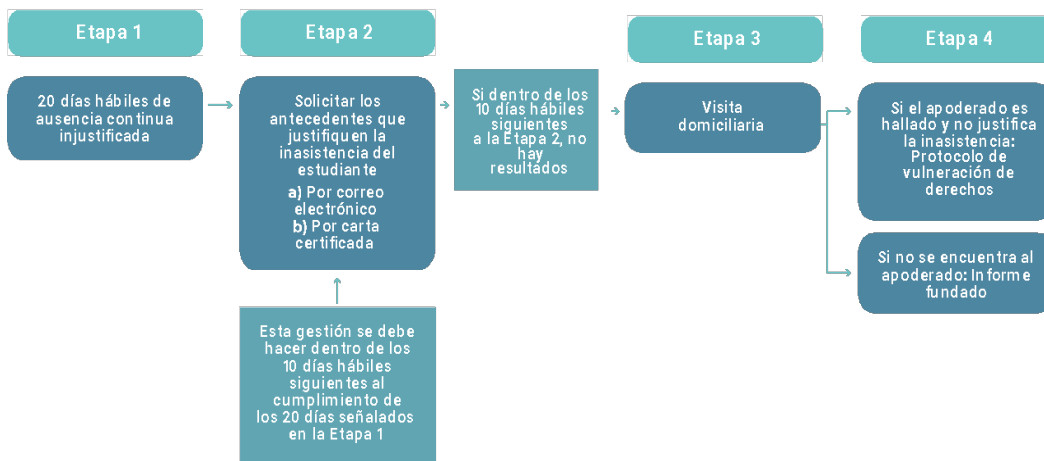 Etapa 1
20 días hábiles de
ausencia continua
injustificada
Etapa 2
Solicitar los
antecedentes que
justifiquen la
inasistencia del
estudiante
a) Por correo
electrónico
b) Por carta
certificada
Esta gestión se debe
hacer dentro de los
10 días hábiles
siguientes al
cumplimiento de
los 20 días señalados
en la Etapa 1
Si dentro de los
10 días hábiles
siguientes
a la Etapa 2, no
hay
resultados
Etapa 3
Visita
domiciliaria
Etapa 4
Si el apoderado es
hallado y no justifica
la inasistencia:
Protocolo de
vulneración de
derechos
Si no se encuentra al
apoderado: Informe
fundado